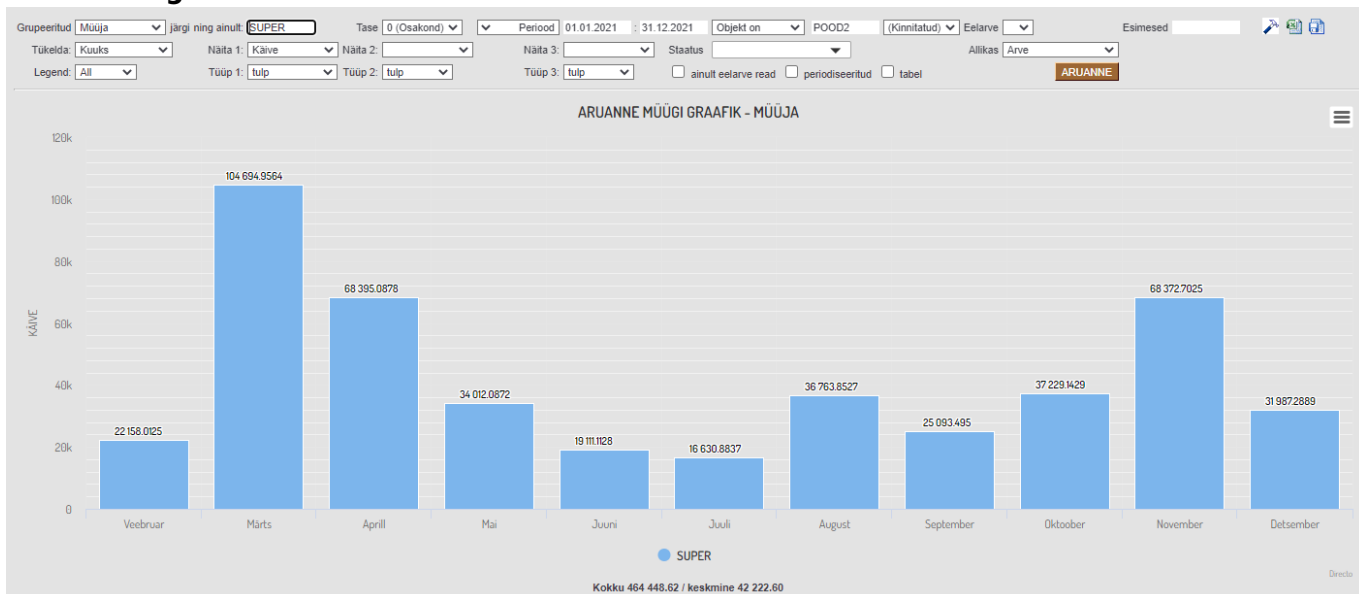 Grupeeritud Müüja järgi ning ainult: SUPER Tase 0 (Osakond) Periood 01.01.2021 : 31.12.2021 Objekt on POOD2 (Kinnitatud) Eelarve Esimesed
Tükelda: Kuuks Näita 1: Käive Näita 2: Näita 3: Staatus Allikas Arve
Legend: All Tüüp 1: tulp Tüüp 2: tulp Tüüp 3: tulp ainult eelarve read periodiseeritud tabel ARUANNE
ARUANNE MÜÜGI GRAAFIK - MÜÜJA
120k
104 694.9564
100k
80k
68 395.0878
68 372.7025
KÄIVE
60k
40k
34 012.0872
36 763.8527
37 229.1429
31 987.2889
22 158.0125
25 093.495
20k
19 111.1128
16 630.8837
0
Veebruar Märts Aprill Mai Juuni Juuli August September Oktoober November Detsember
SUPER
Directo
Kokku 464 448.62 / keskmine 42 222.60